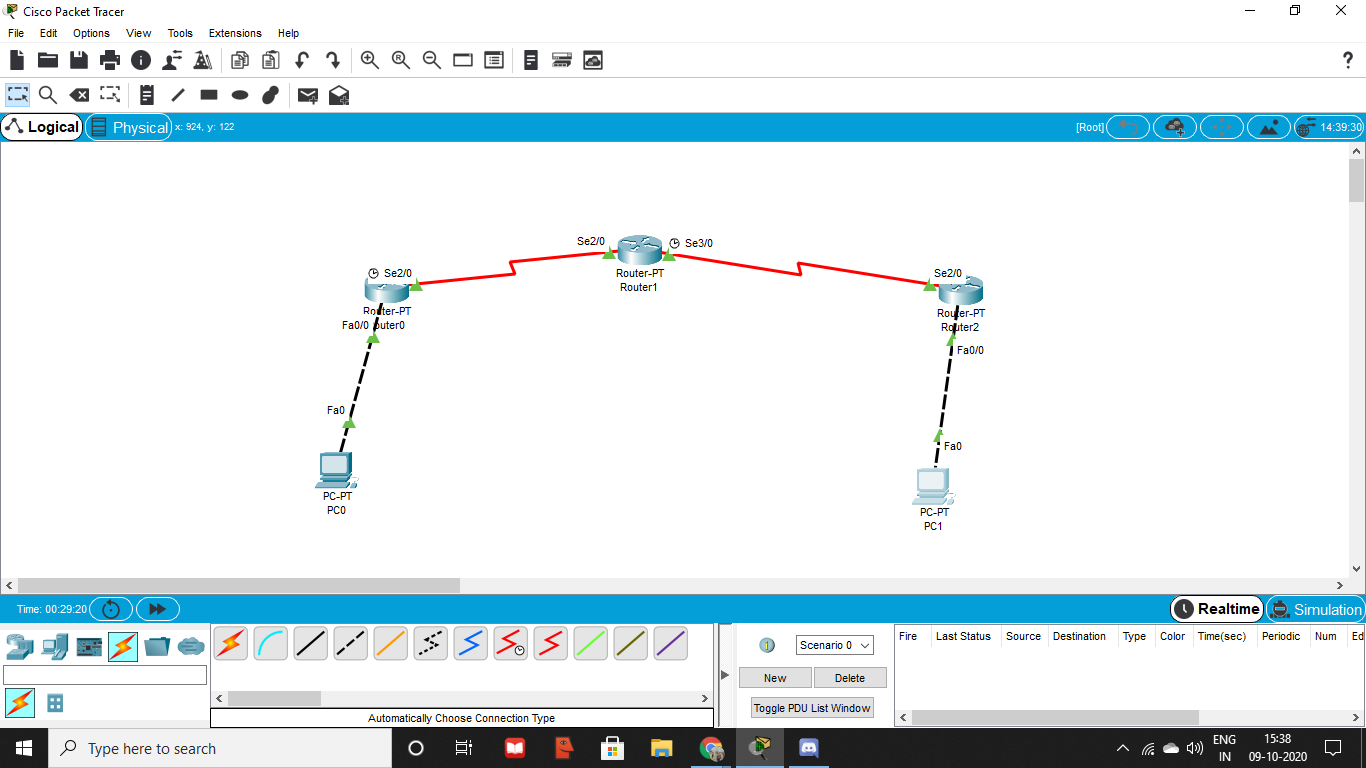 Cisco Packet Tracer
File Edit Options View Tools Extensions Help
Logical Physical x: 924, y: 122 [Root] 14:39:30
Se2/0 Se3/0
Router-PT
Router1
Se2/0 Se2/0
Router-PT Router-PT
Fa0/0 outer0 Router2
Fa0/0
Fa0
Fa0
PC-PT
PC0
PC-PT
PC1
Time: 00:29:20 Realtime Simulation
Scenario 0
New Delete
Toggle PDU List Window
Fire Last Status Source Destination Type Color Time(sec) Periodic Num Ed
Automatically Choose Connection Type
Type here to search
ENG
IN
15:38
09-10-2020